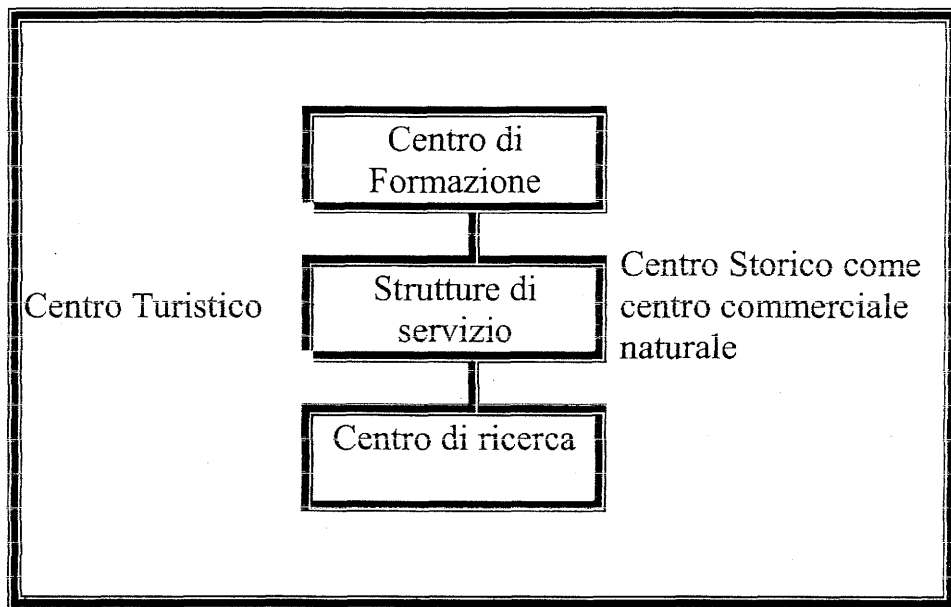 Centro di
Formazione
Centro Turistico
Strutture di
servizio
Centro Storico come
centro commerciale
naturale
Centro di ricerca